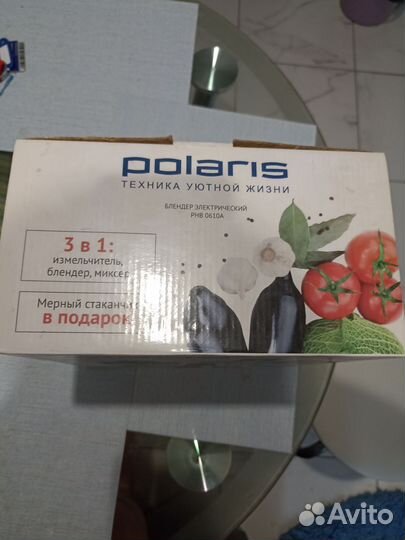 polaris
ТЕХНИКА УЮТНОЙ ЖИЗНИ
БЛЕНДЕР ЭЛЕКТРИЧЕСКИЙ
PHB 0610A
3 в 1:
измельчитель,
блендер, миксер
Мерный стаканчик
в подарок
Avito